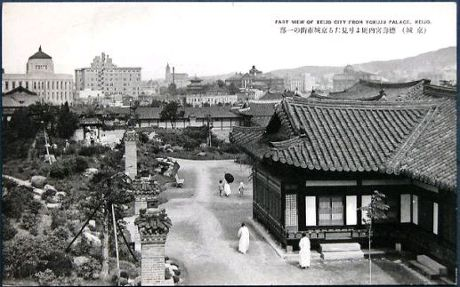 PART VIEW OF KEIJO CITY FROM TOKUJU PALACE, KEIJO.
(京城) 德壽宮內苑より見たる京城市街の一部